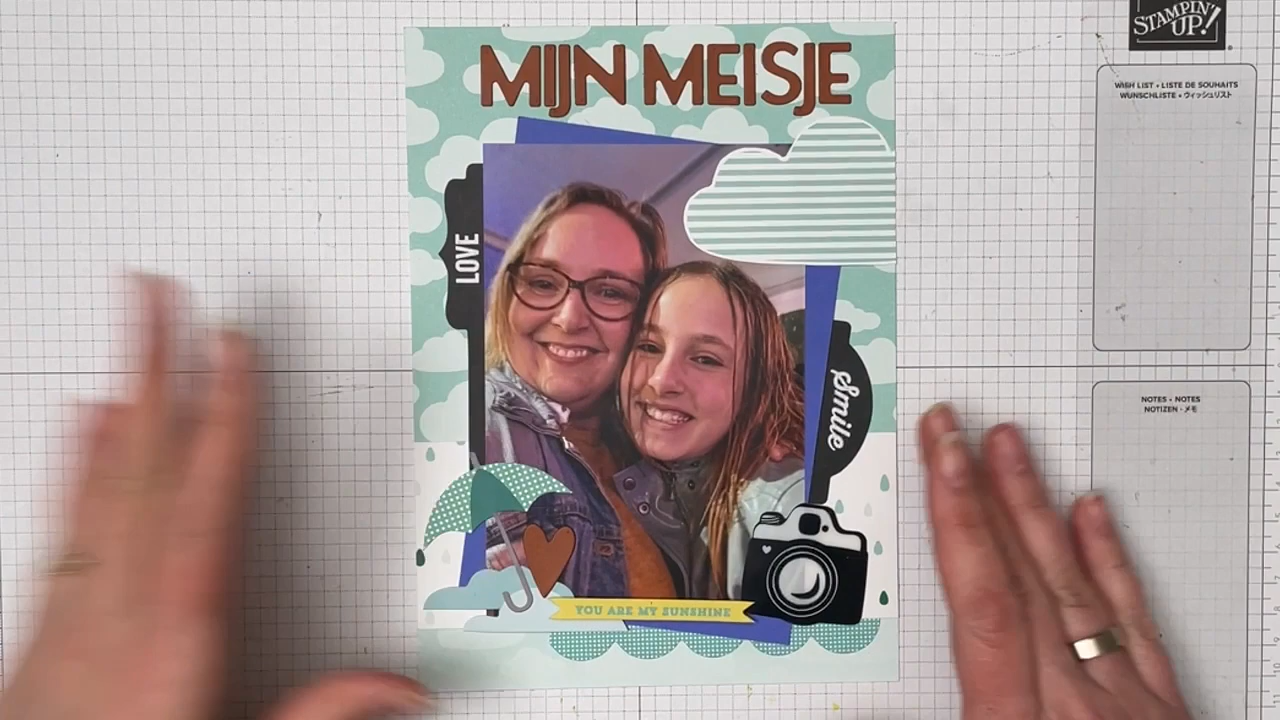 MIJN MEISJE
LOVE
Smile
YOU ARE MY SUNSHINE
STAMPIN' UP!
WISH LIST • LISTE DE SOUHAITS
WUNSCHLISTE • ウィッシュリスト
NOTES • NOTES
NOTIZEN • メモ